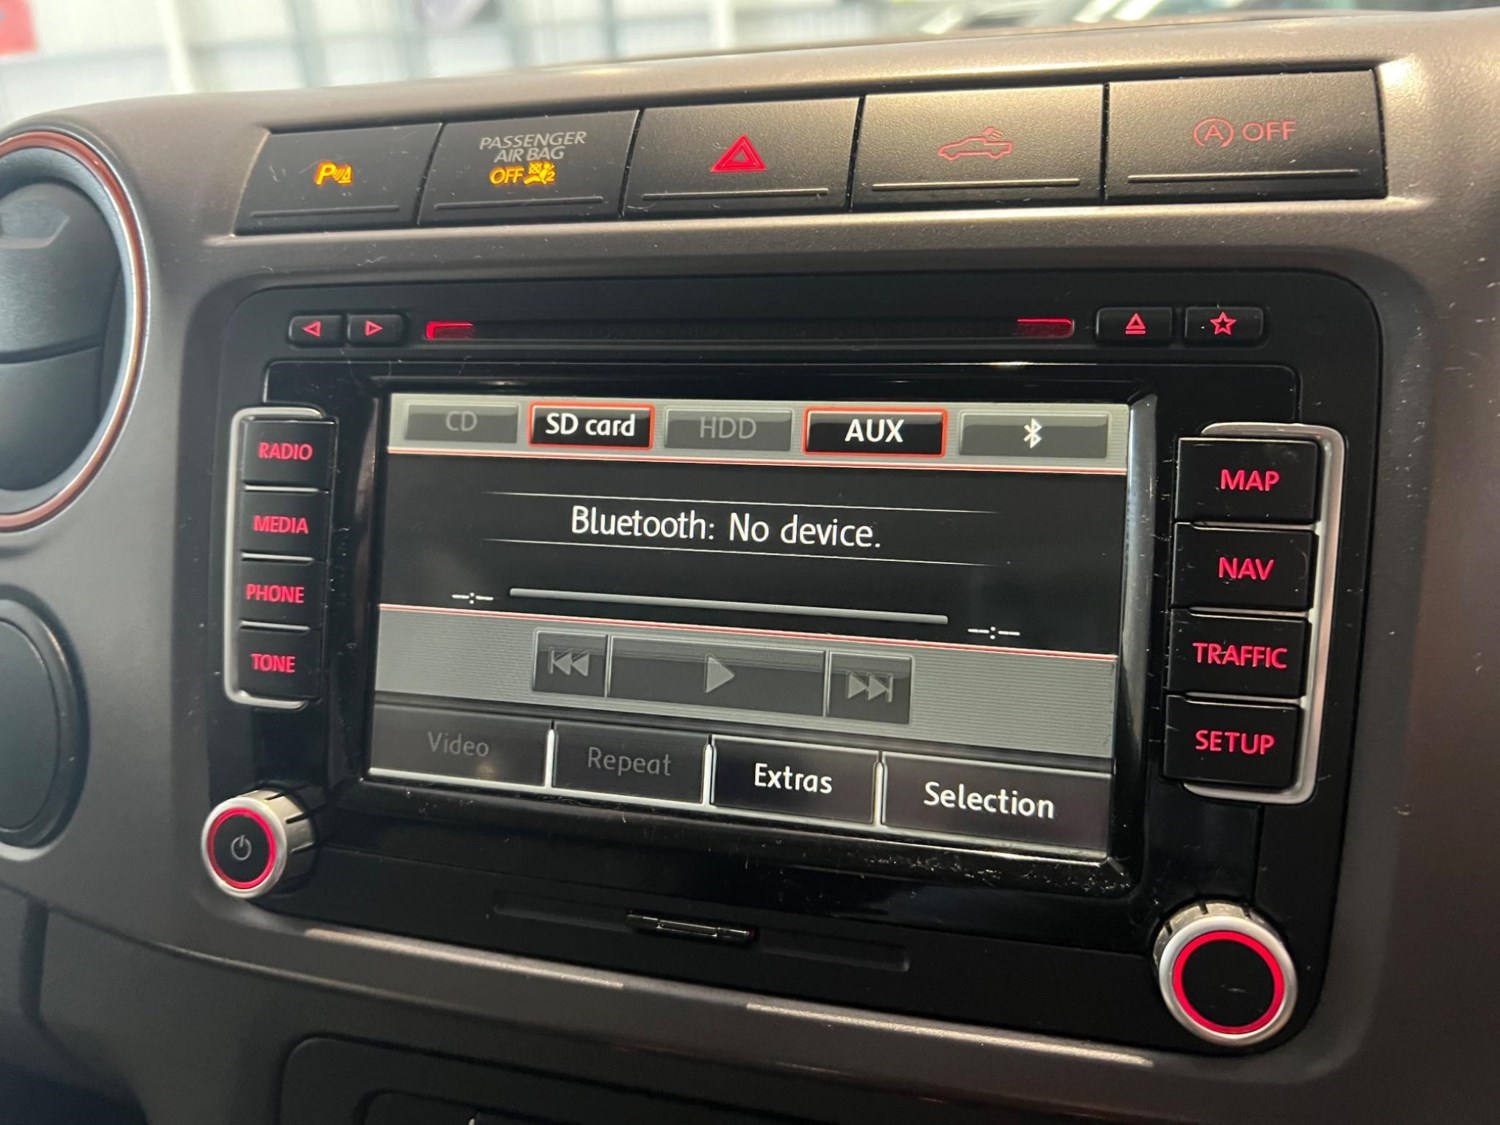 P
PASSENGER
AIR BAG
OFF 2
A OFF
CD
SD card
HDD
AUX
RADIO
MEDIA
PHONE
TONE
Bluetooth: No device.
--:--
--:--
Video
Repeat
Extras
Selection
MAP
NAV
TRAFFIC
SETUP